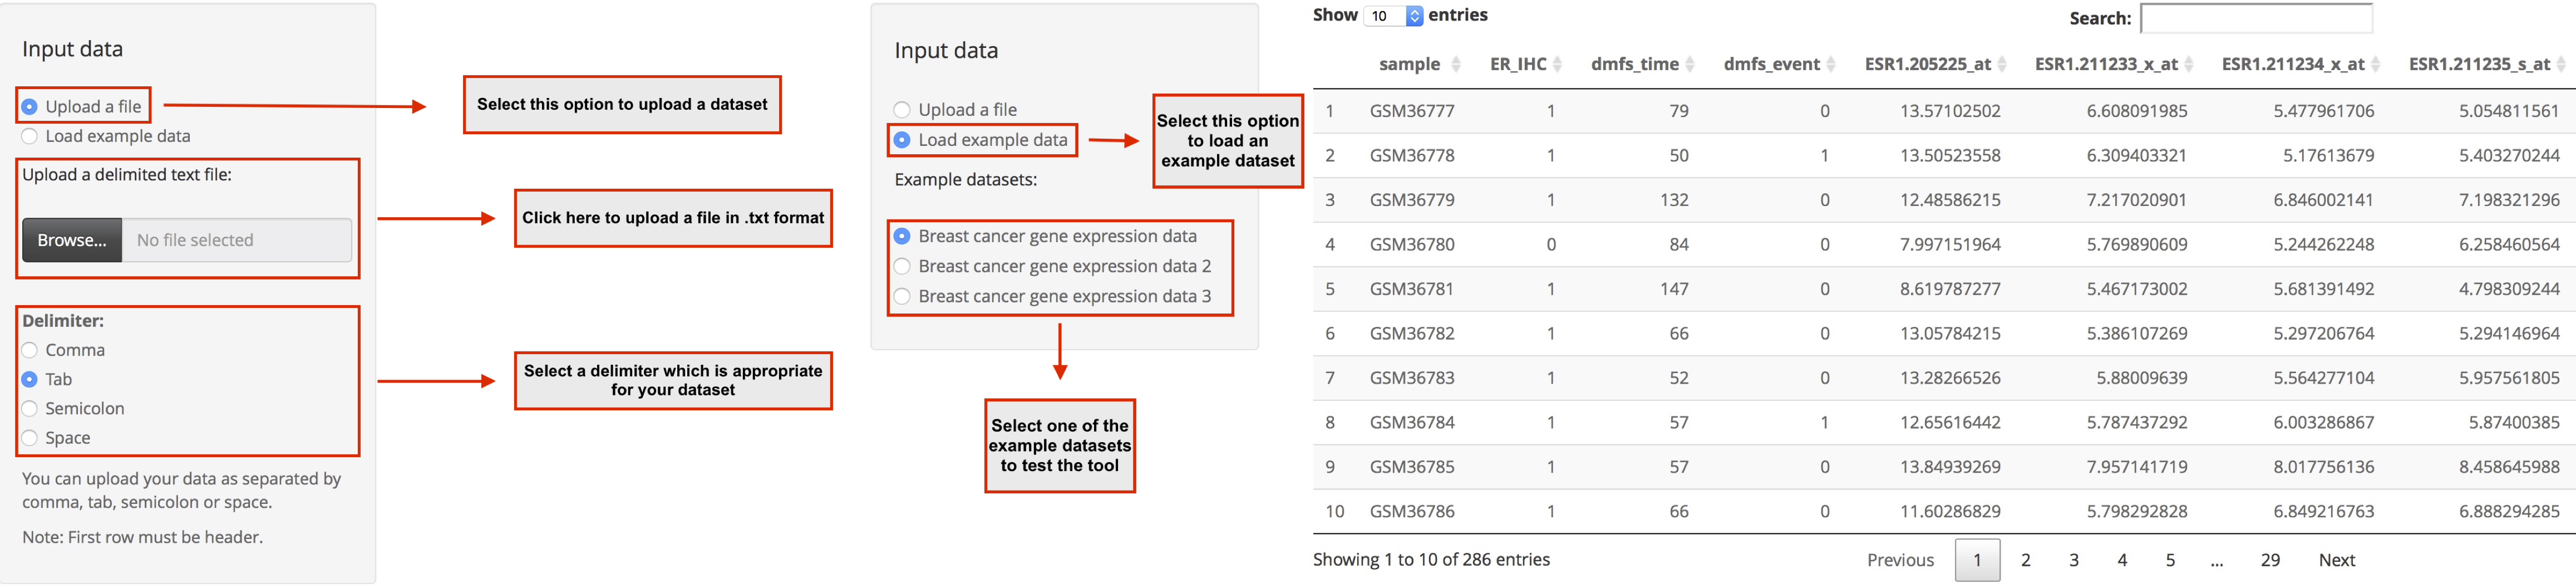 Input data
Upload a file
Load example data
Upload a delimited text file:
Browse... No file selected
Delimiter:
Comma
Tab
Semicolon
Space
You can upload your data as separated by
comma, tab, semicolon or space.
Note: First row must be header.
Select this option to upload a dataset
Click here to upload a file in .txt format
Select a delimiter which is appropriate
for your dataset
Input data
Upload a file
Load example data
Example datasets:
Breast cancer gene expression data
Breast cancer gene expression data 2
Breast cancer gene expression data 3
Select this option
to load an
example dataset
Select one of the
example datasets
to test the tool
Show 10 entries Search:
sample ER_IHC dmfs_time dmfs_event ESR1.205225_at ESR1.211233_x_at ESR1.211234_x_at ESR1.211235_s_at
1 GSM36777 1 79 0 13.57102502 6.608091985 5.477961706 5.054811561
2 GSM36778 1 50 1 13.50523558 6.309403321 5.17613679 5.403270244
3 GSM36779 1 132 0 12.48586215 7.217020901 6.846002141 7.198321296
4 GSM36780 0 84 0 7.997151964 5.769890609 5.244262248 6.258460564
5 GSM36781 1 147 0 8.619787277 5.467173002 5.681391492 4.798309244
6 GSM36782 1 66 0 13.05784215 5.386107269 5.297206764 5.294146964
7 GSM36783 1 52 0 13.28266526 5.88009639 5.564277104 5.957561805
8 GSM36784 1 57 1 12.65616442 5.787437292 6.003286867 5.87400385
9 GSM36785 1 57 0 13.84939269 7.957141719 8.017756136 8.458645988
10 GSM36786 1 66 0 11.60286829 5.798292828 6.849216763 6.888294285
Showing 1 to 10 of 286 entries Previous 1 2 3 4 5 ... 29 Next